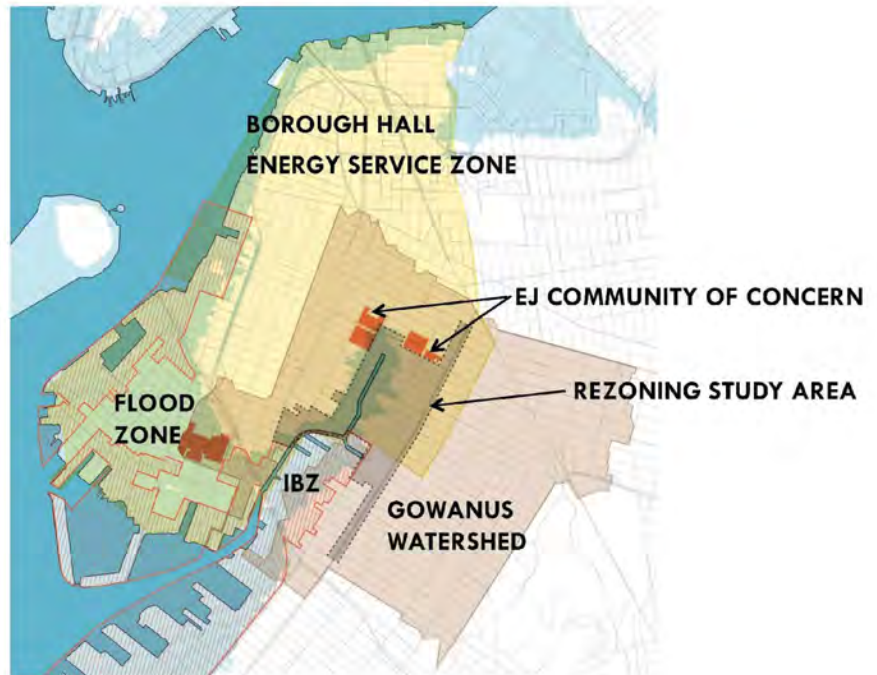 BOROUGH HALL
ENERGY SERVICE ZONE
EJ COMMUNITY OF CONCERN
REZONING STUDY AREA
FLOOD
ZONE
IBZ
GOWANUS
WATERSHED